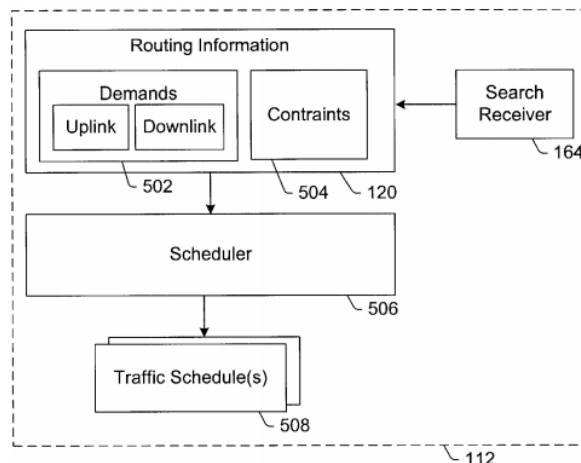 Routing Information
Demands
Uplink
Downlink
Contraints
Search
Receiver
164
502
504
120
Scheduler
506
Traffic Schedule(s)
508
112